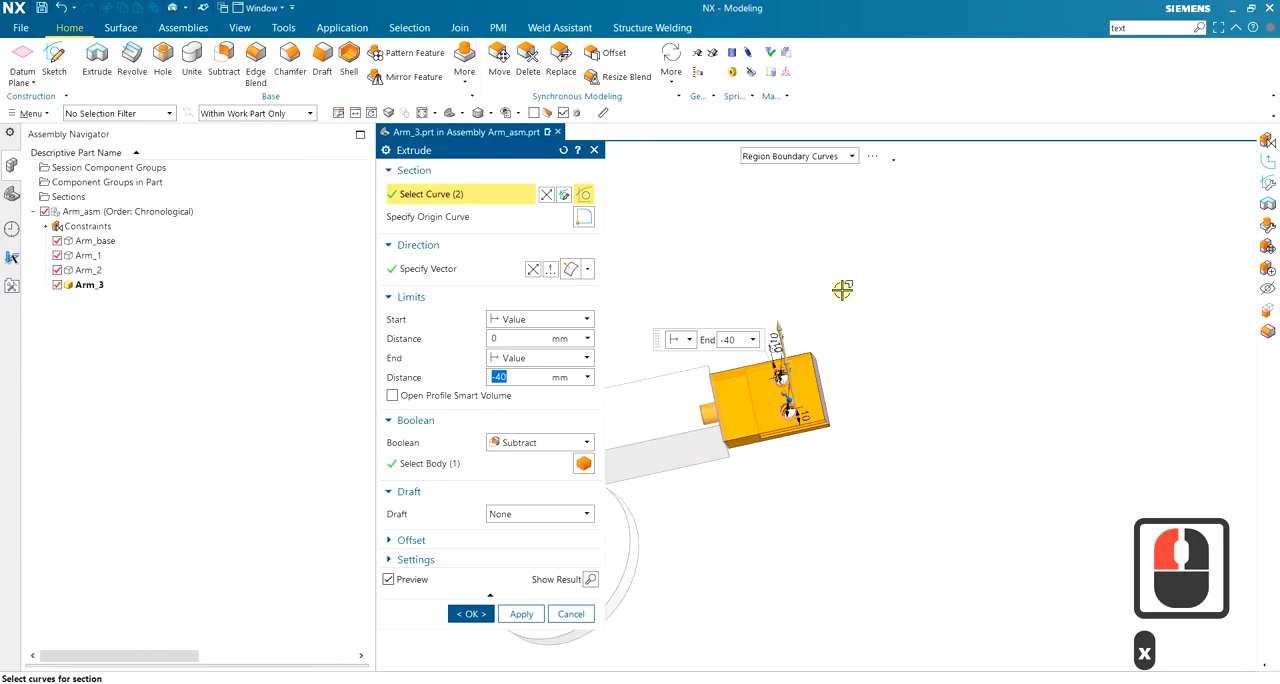 NX
Window
NX - Modeling
SIEMENS
File
Home
Surface
Assemblies
View
Tools
Application
Selection
Join
PMI
Weld Assistant
Structure Welding
text
Datum Plane
Sketch
Extrude
Revolve
Hole
Unite
Subtract
Edge Blend
Chamfer
Draft
Shell
Pattern Feature
Mirror Feature
More
Move
Delete
Replace
Offset
Resize Blend
More
Construction
Base
Synchronous Modeling
Ge...
Spri...
Ma...
Menu
No Selection Filter
Within Work Part Only
Assembly Navigator
Arm_3.prt in Assembly Arm_asm.prt
Descriptive Part Name
Session Component Groups
Component Groups in Part
Sections
Arm_asm (Order: Chronological)
Constraints
Arm_base
Arm_1
Arm_2
Arm_3
Extrude
Region Boundary Curves
Section
Select Curve (2)
Specify Origin Curve
Direction
Specify Vector
Limits
Start
Value
Distance
0 mm
End
Value
Distance
-40 mm
Open Profile Smart Volume
Boolean
Boolean
Subtract
Select Body (1)
Draft
Draft
None
Offset
Settings
Preview
Show Result
< OK >
Apply
Cancel
End -40
10
10
x
Select curves for section